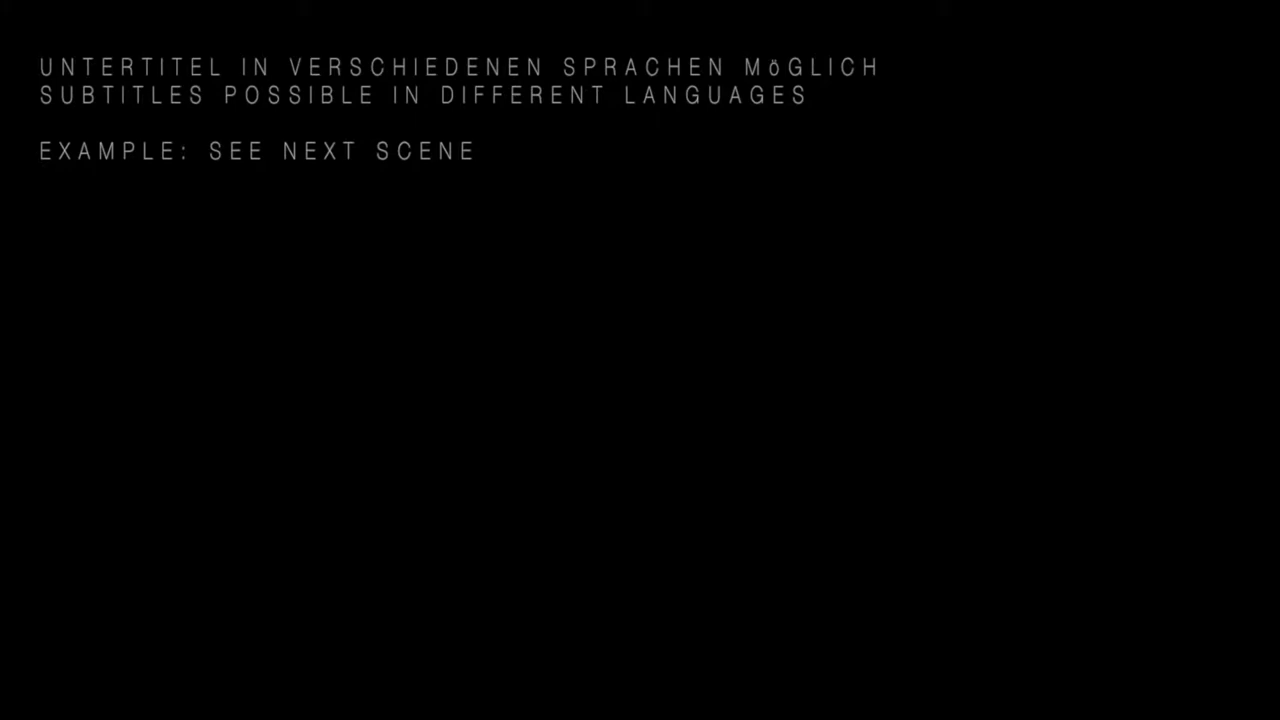 UNTERTITEL IN VERSCHIEDENEN SPRACHEN MöGLICH
SUBTITLES POSSIBLE IN DIFFERENT LANGUAGES
EXAMPLE: SEE NEXT SCENE